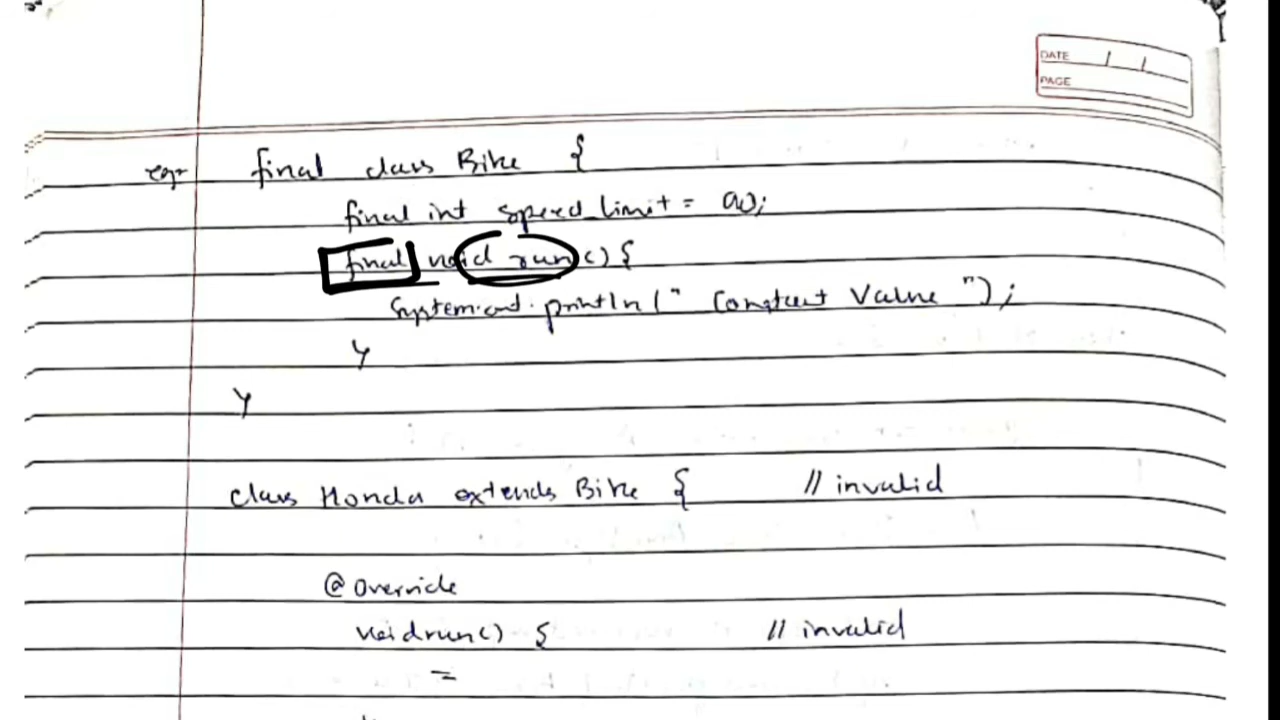 DATE
PAGE
eg:- final class Bike {
final int speed_limit = 90;
final void run() {
System.out.println(" Constant Value ");
}
}
class Honda extends Bike { // invalid
@Override
void run() { // invalid
=